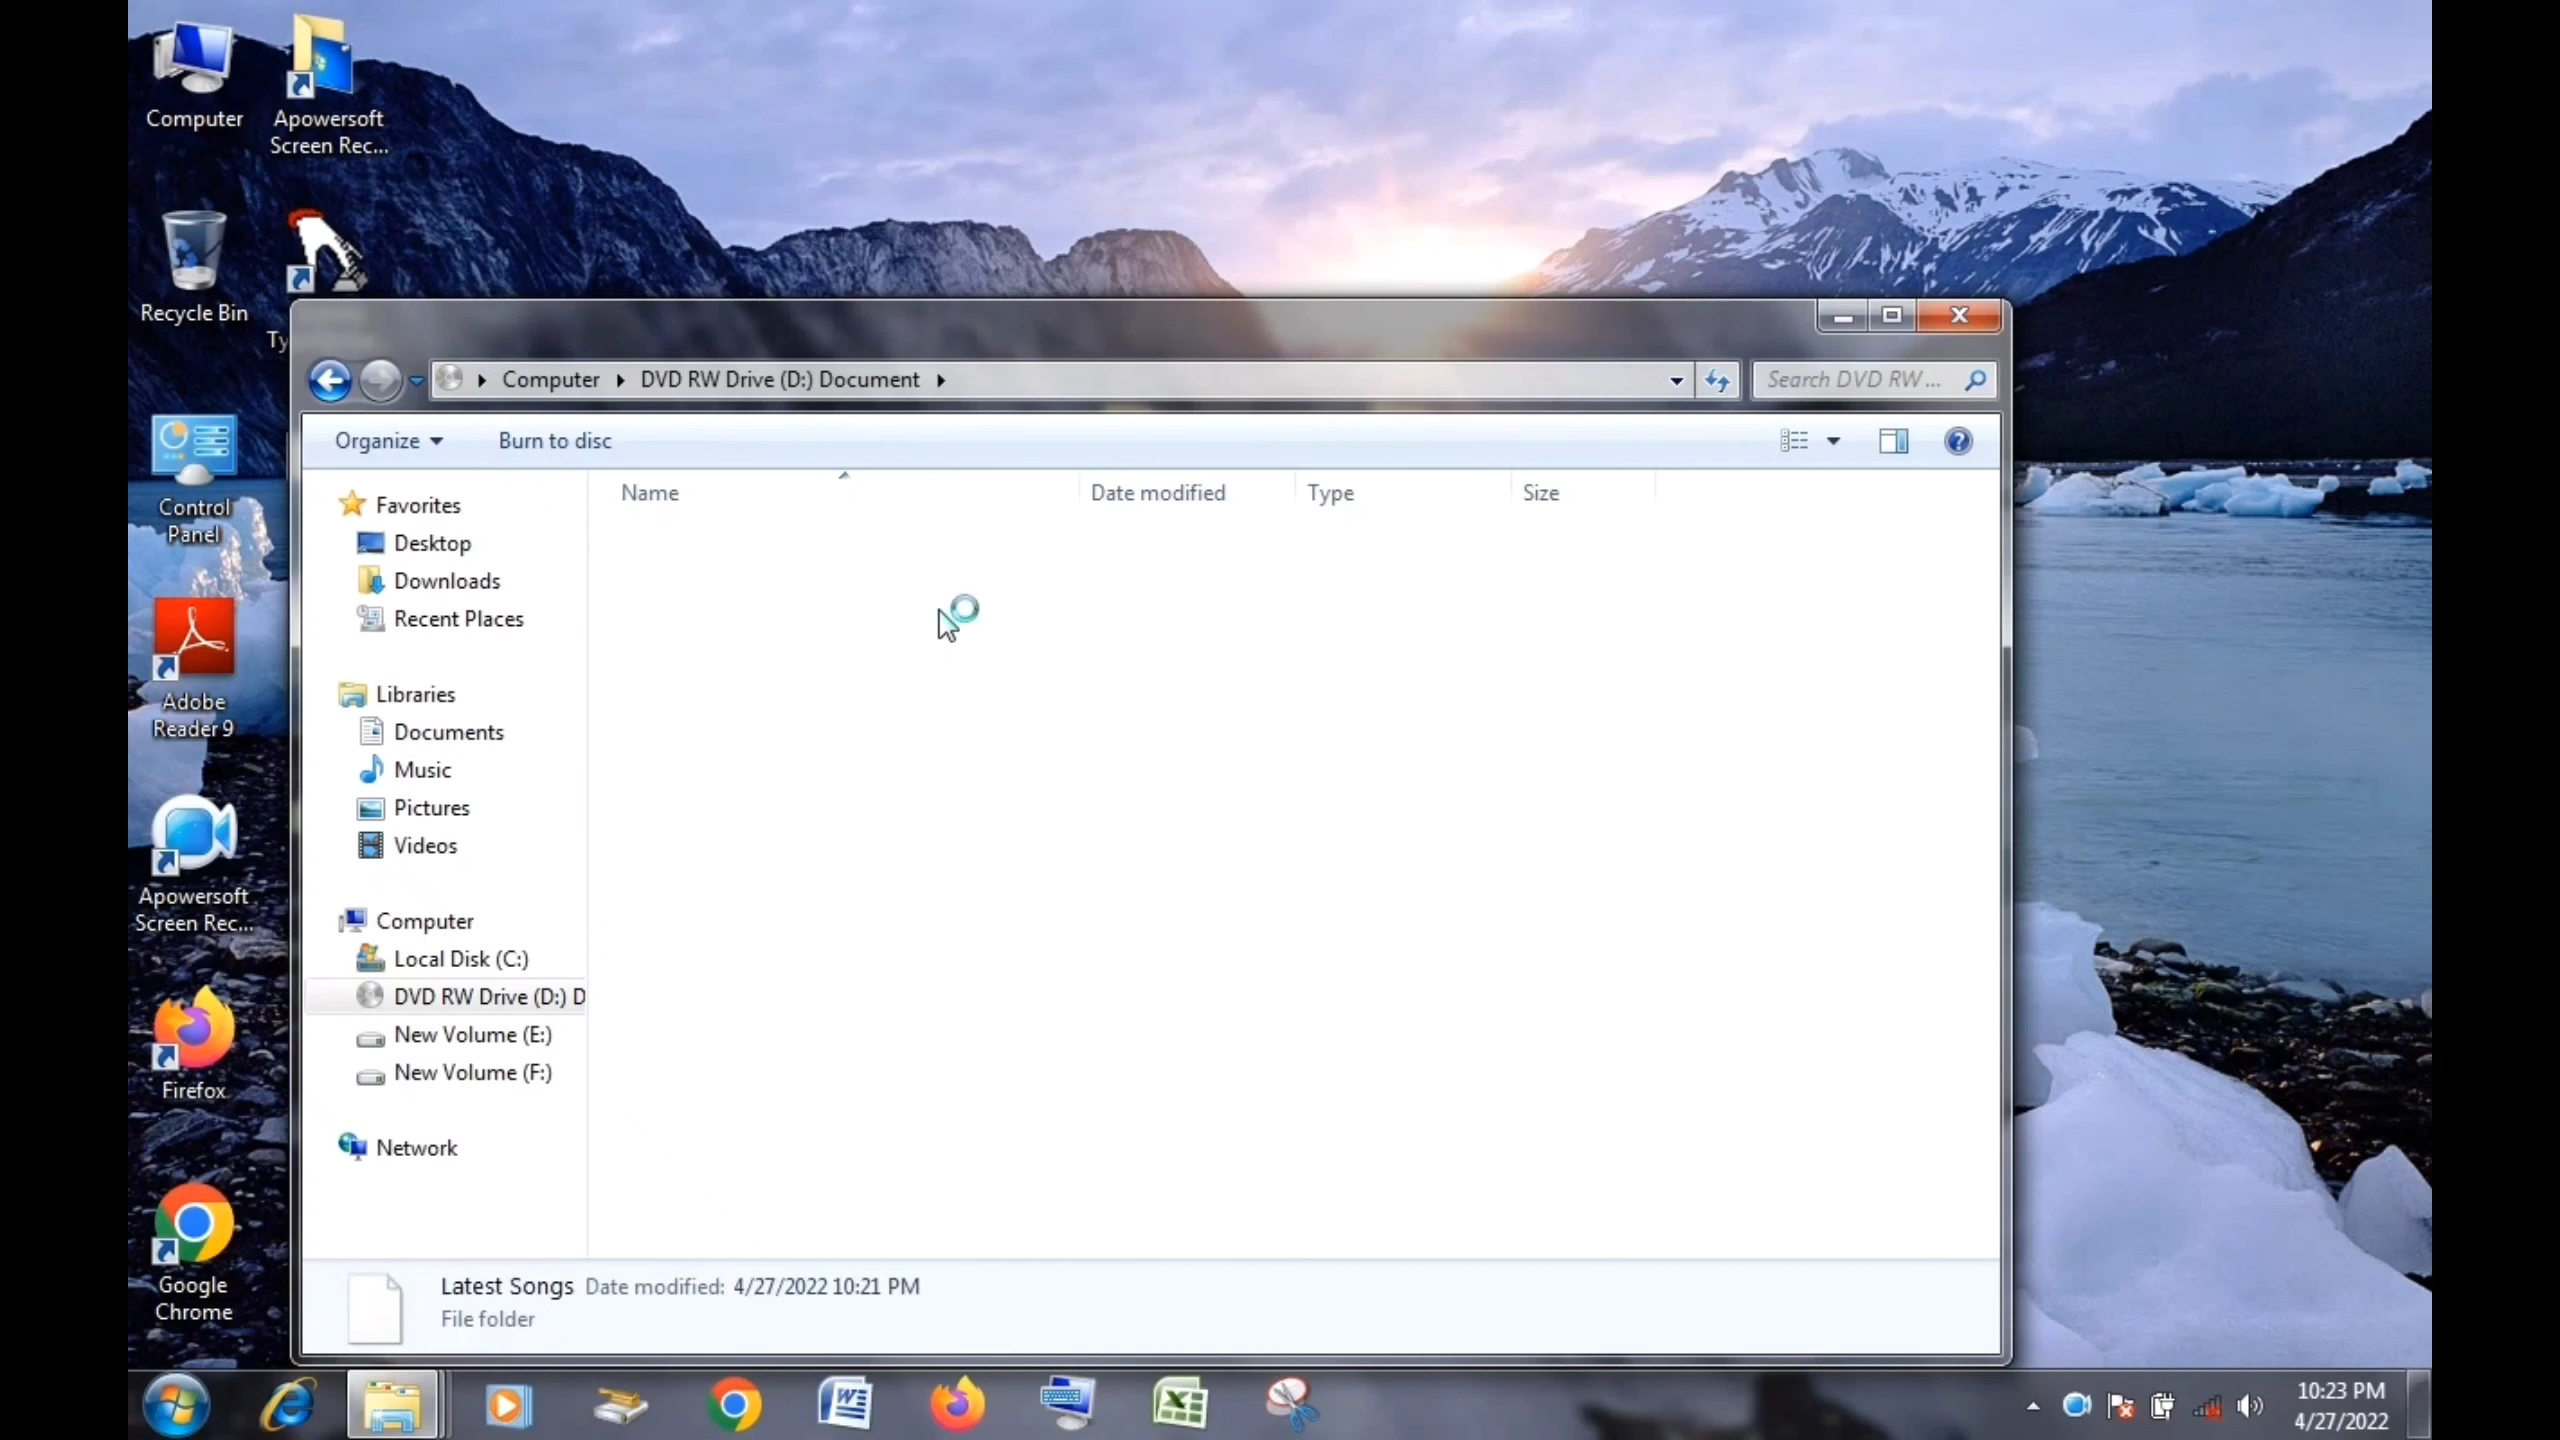 Computer
Apowersoft
Screen Rec...
Recycle Bin
Ty
Control
Panel
Adobe
Reader 9
Apowersoft
Screen Rec...
Firefox
Google
Chrome
Computer
DVD RW Drive (D:) Document
Search DVD RW ...
Organize
Burn to disc
Name
Date modified
Type
Size
Favorites
Desktop
Downloads
Recent Places
Libraries
Documents
Music
Pictures
Videos
Computer
Local Disk (C:)
DVD RW Drive (D:) D
New Volume (E:)
New Volume (F:)
Network
Latest Songs Date modified: 4/27/2022 10:21 PM
File folder
10:23 PM
4/27/2022